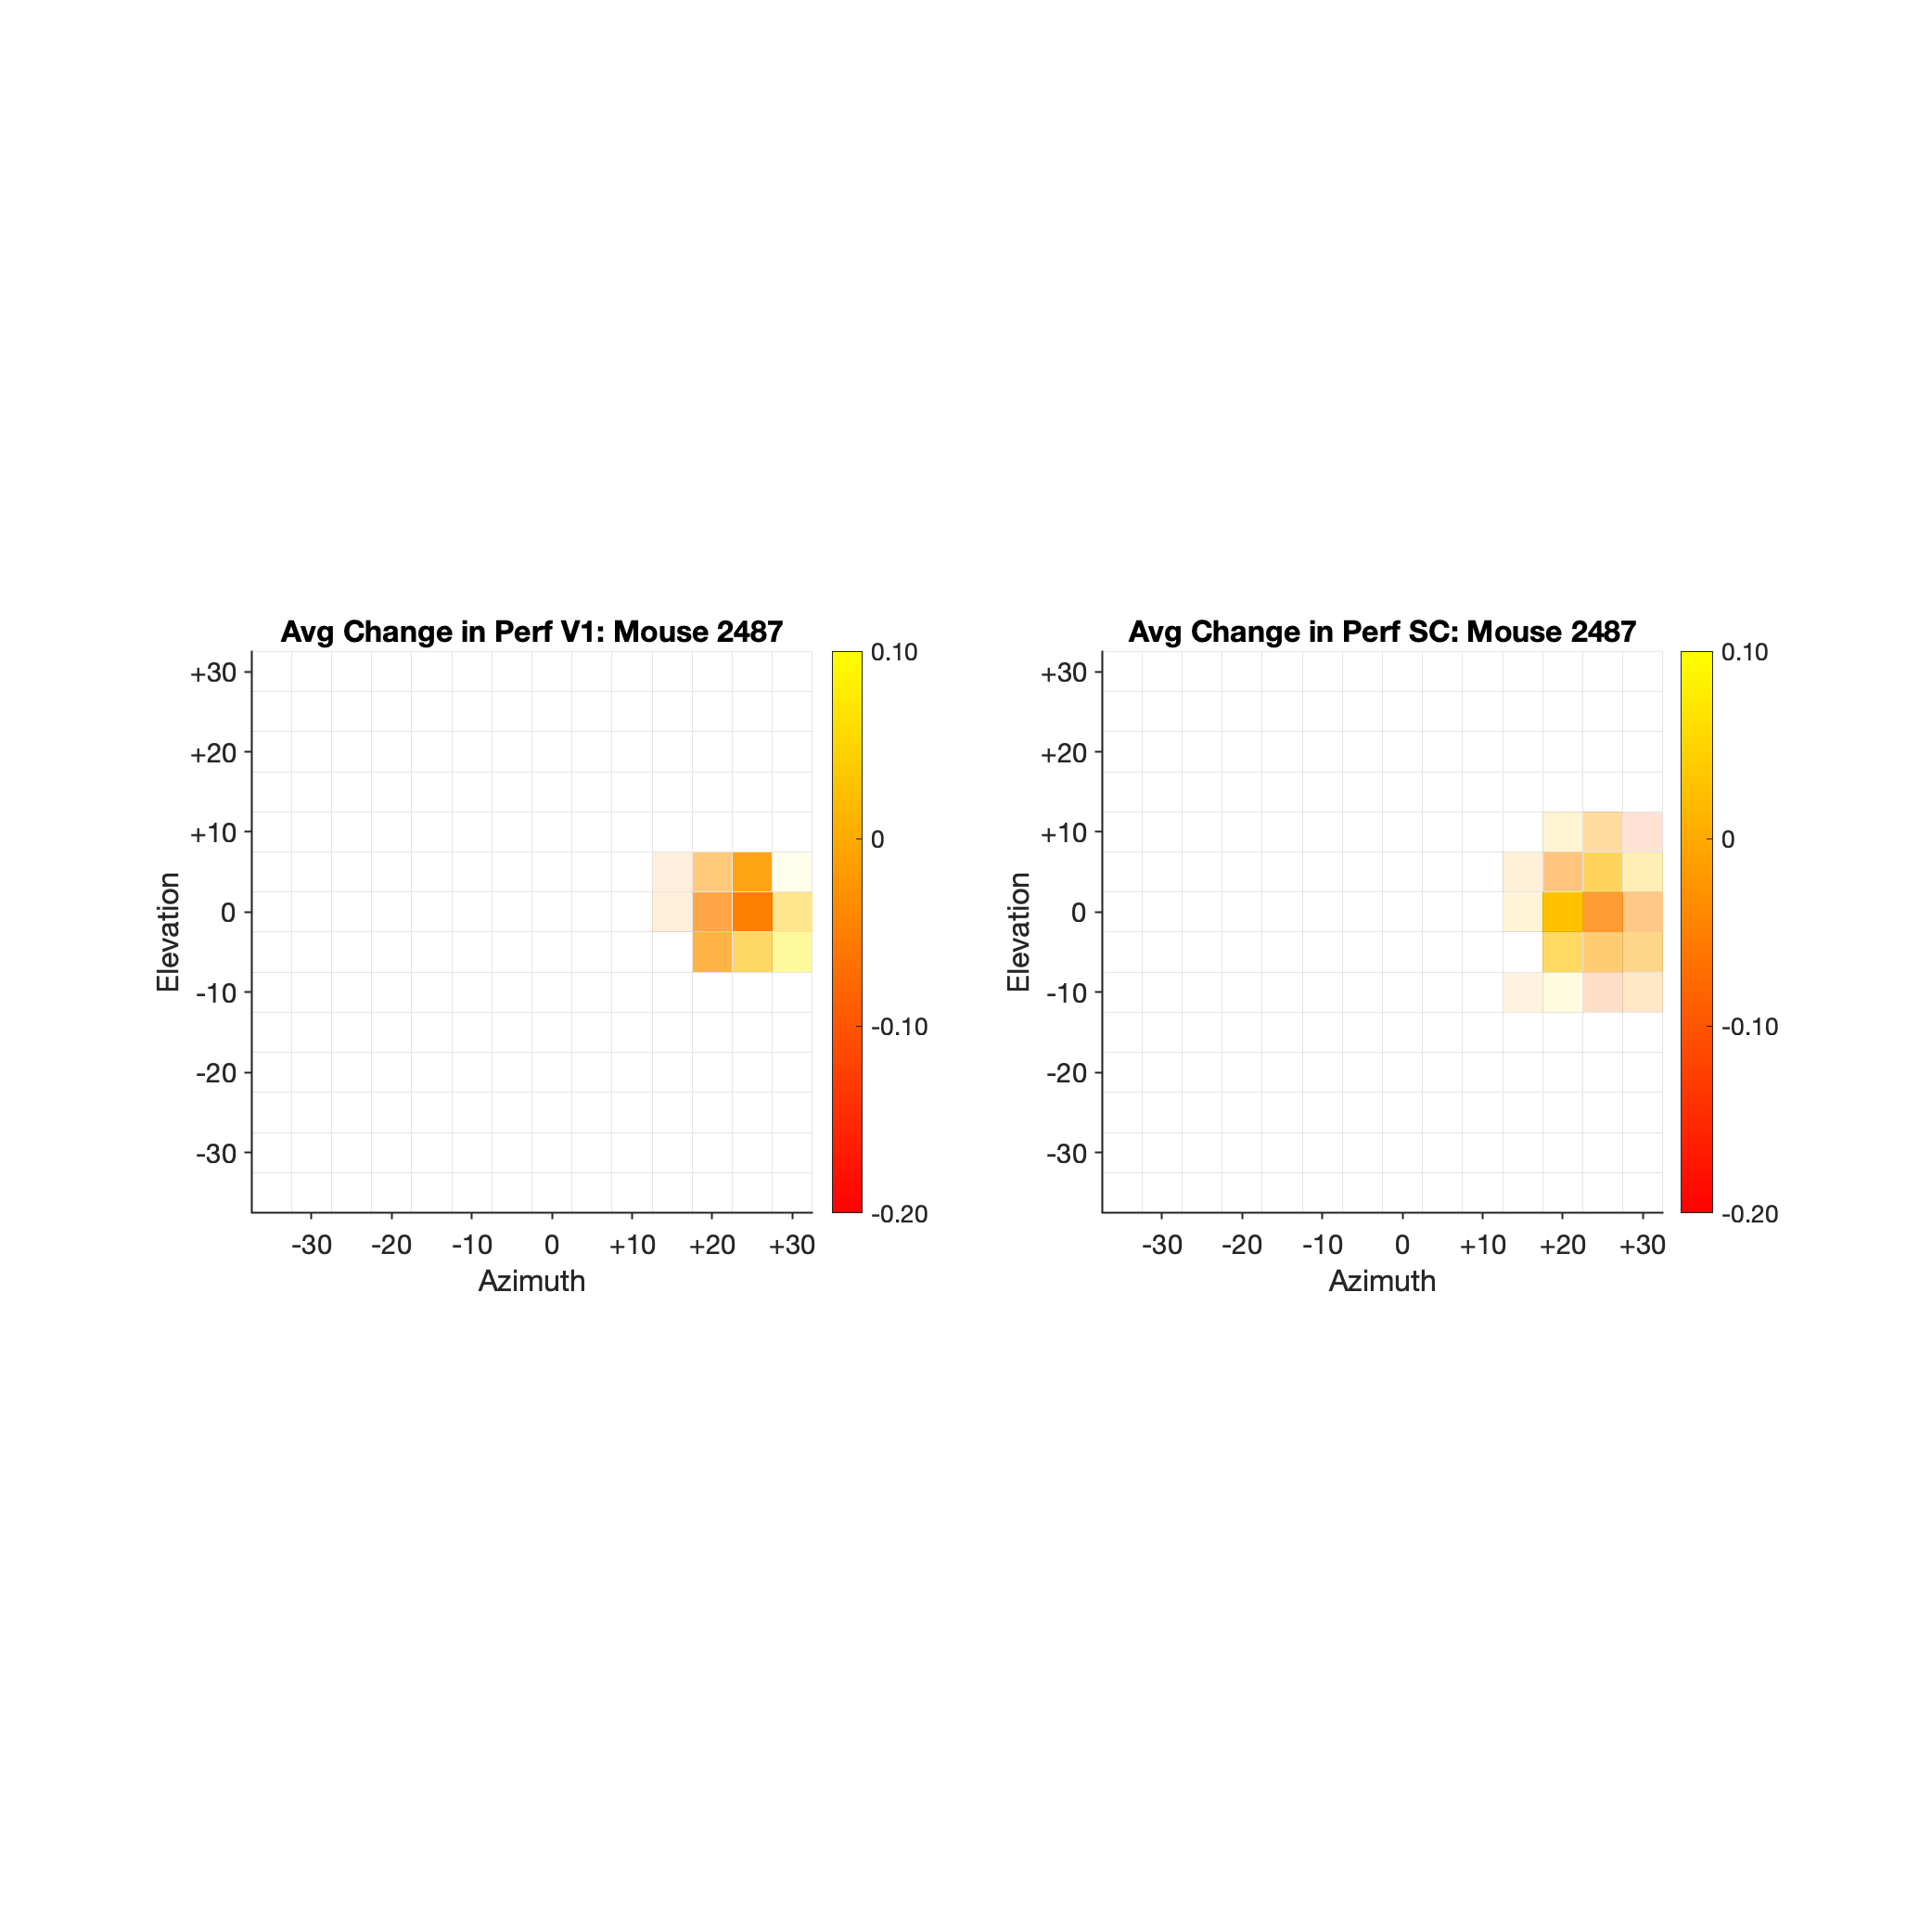 Avg Change in Perf V1: Mouse 2487
+30
+20
+10
0
-10
-20
-30
Elevation
-30 -20 -10 0 +10 +20 +30
Azimuth
0.10
0
-0.10
-0.20
Avg Change in Perf SC: Mouse 2487
+30
+20
+10
0
-10
-20
-30
Elevation
-30 -20 -10 0 +10 +20 +30
Azimuth
0.10
0
-0.10
-0.20